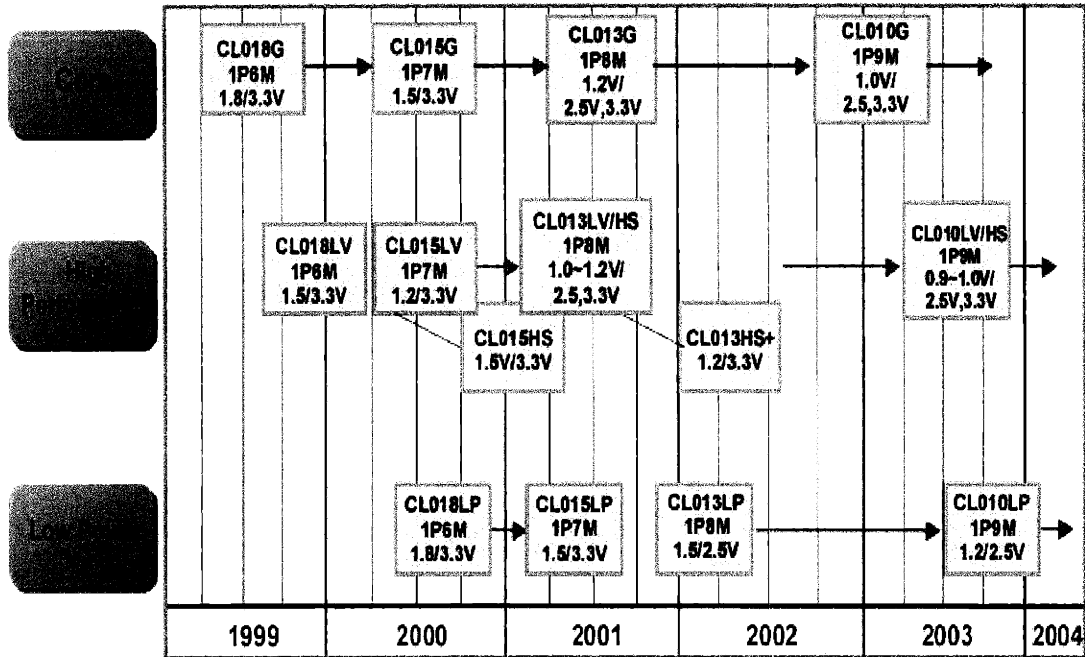 CL018G
1P6M
1.8/3.3V
CL015G
1P7M
1.5/3.3V
CL013G
1P8M
1.2V/
2.5V,3.3V
CL010G
1P9M
1.0V/
2.5,3.3V
CL018LV
1P6M
1.5/3.3V
CL015LV
1P7M
1.2/3.3V
CL013LV/HS
1P8M
1.0~1.2V/
2.5,3.3V
CL010LV/HS
1P9M
0.9~1.0V/
2.5V,3.3V
CL015HS
1.5V/3.3V
CL013HS+
1.2/3.3V
Low Power
CL018LP
1P6M
1.8/3.3V
CL015LP
1P7M
1.5/3.3V
CL013LP
1P8M
1.5/2.5V
CL010LP
1P9M
1.2/2.5V
1999
2000
2001
2002
2003
2004